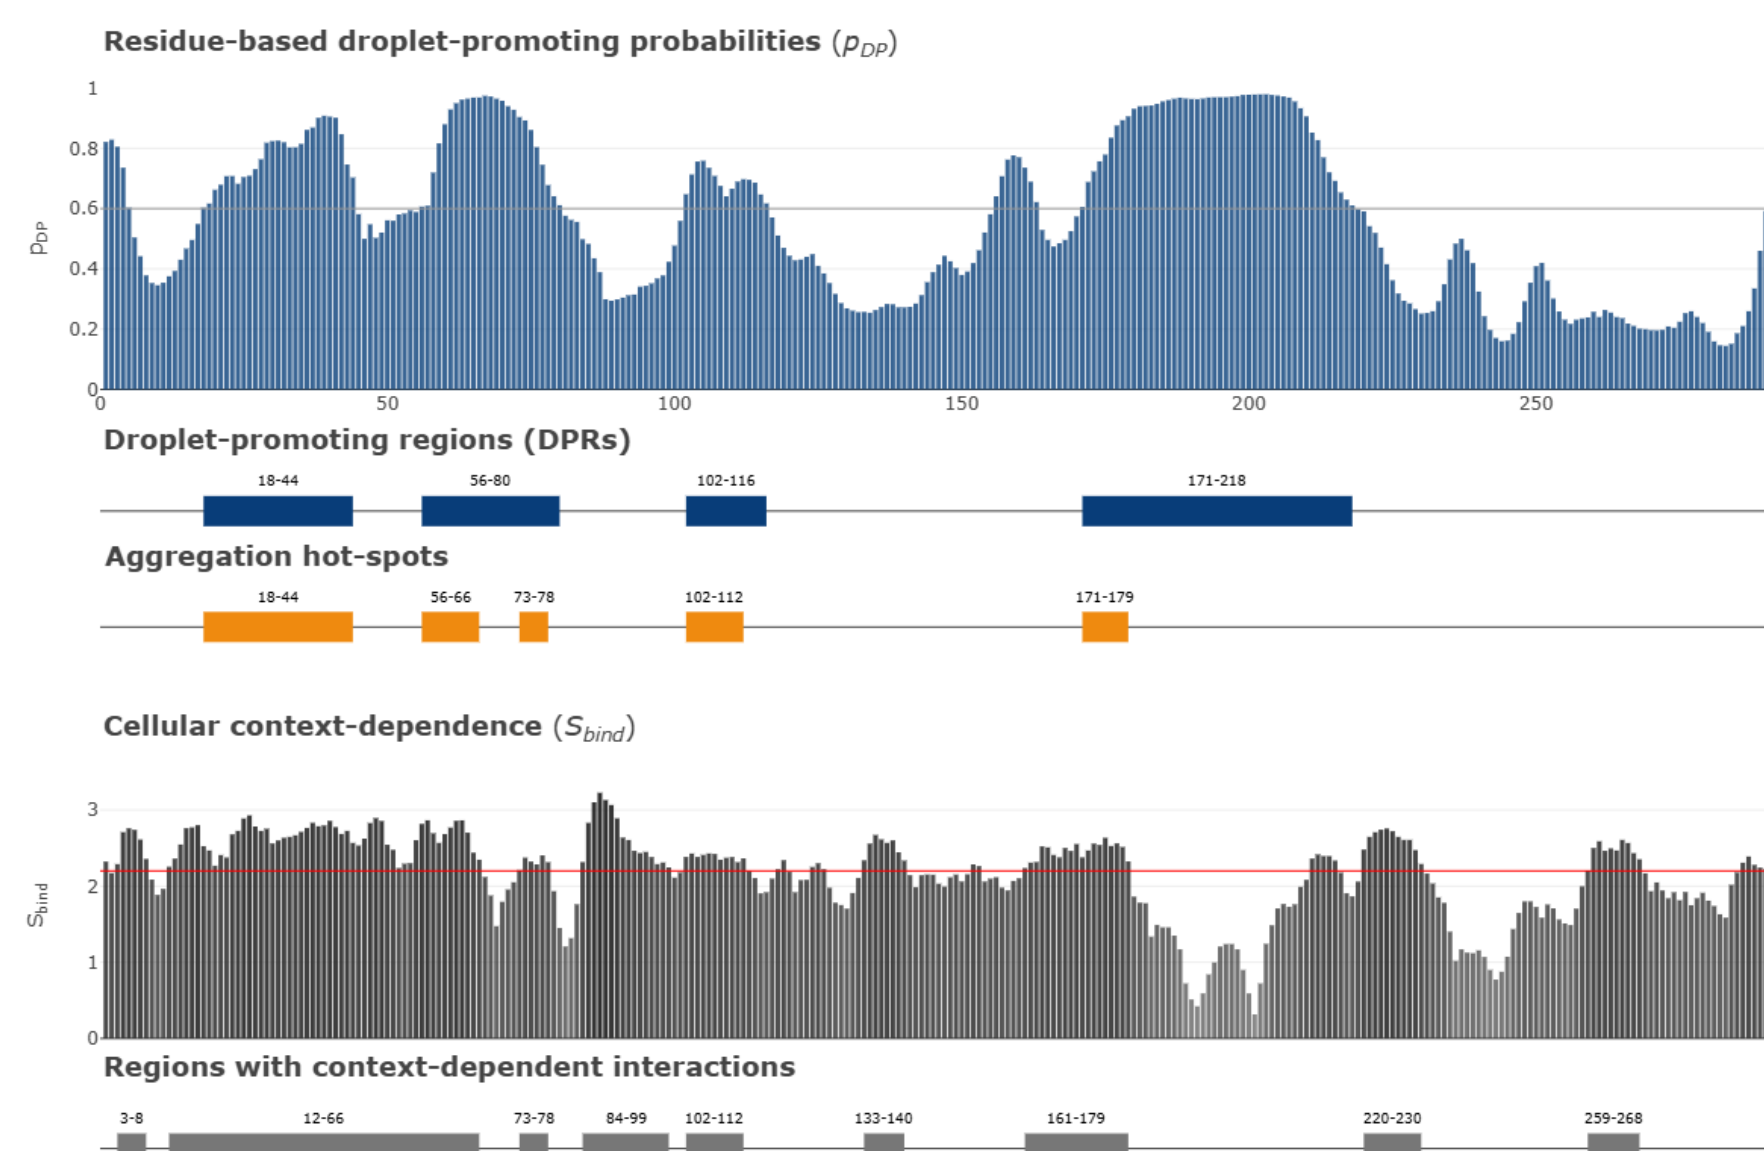 Residue-based droplet-promoting probabilities (pDP)
1
0.8
0.6
0.4
0.2
0
pDP
0 50 100 150 200 250
Droplet-promoting regions (DPRs)
18-44 56-80 102-116 171-218
Aggregation hot-spots
18-44 56-66 73-78 102-112 171-179
Cellular context-dependence (Sbind)
3
2
1
0
Sbind
Regions with context-dependent interactions
3-8 12-66 73-78 84-99 102-112 133-140 161-179 220-230 259-268